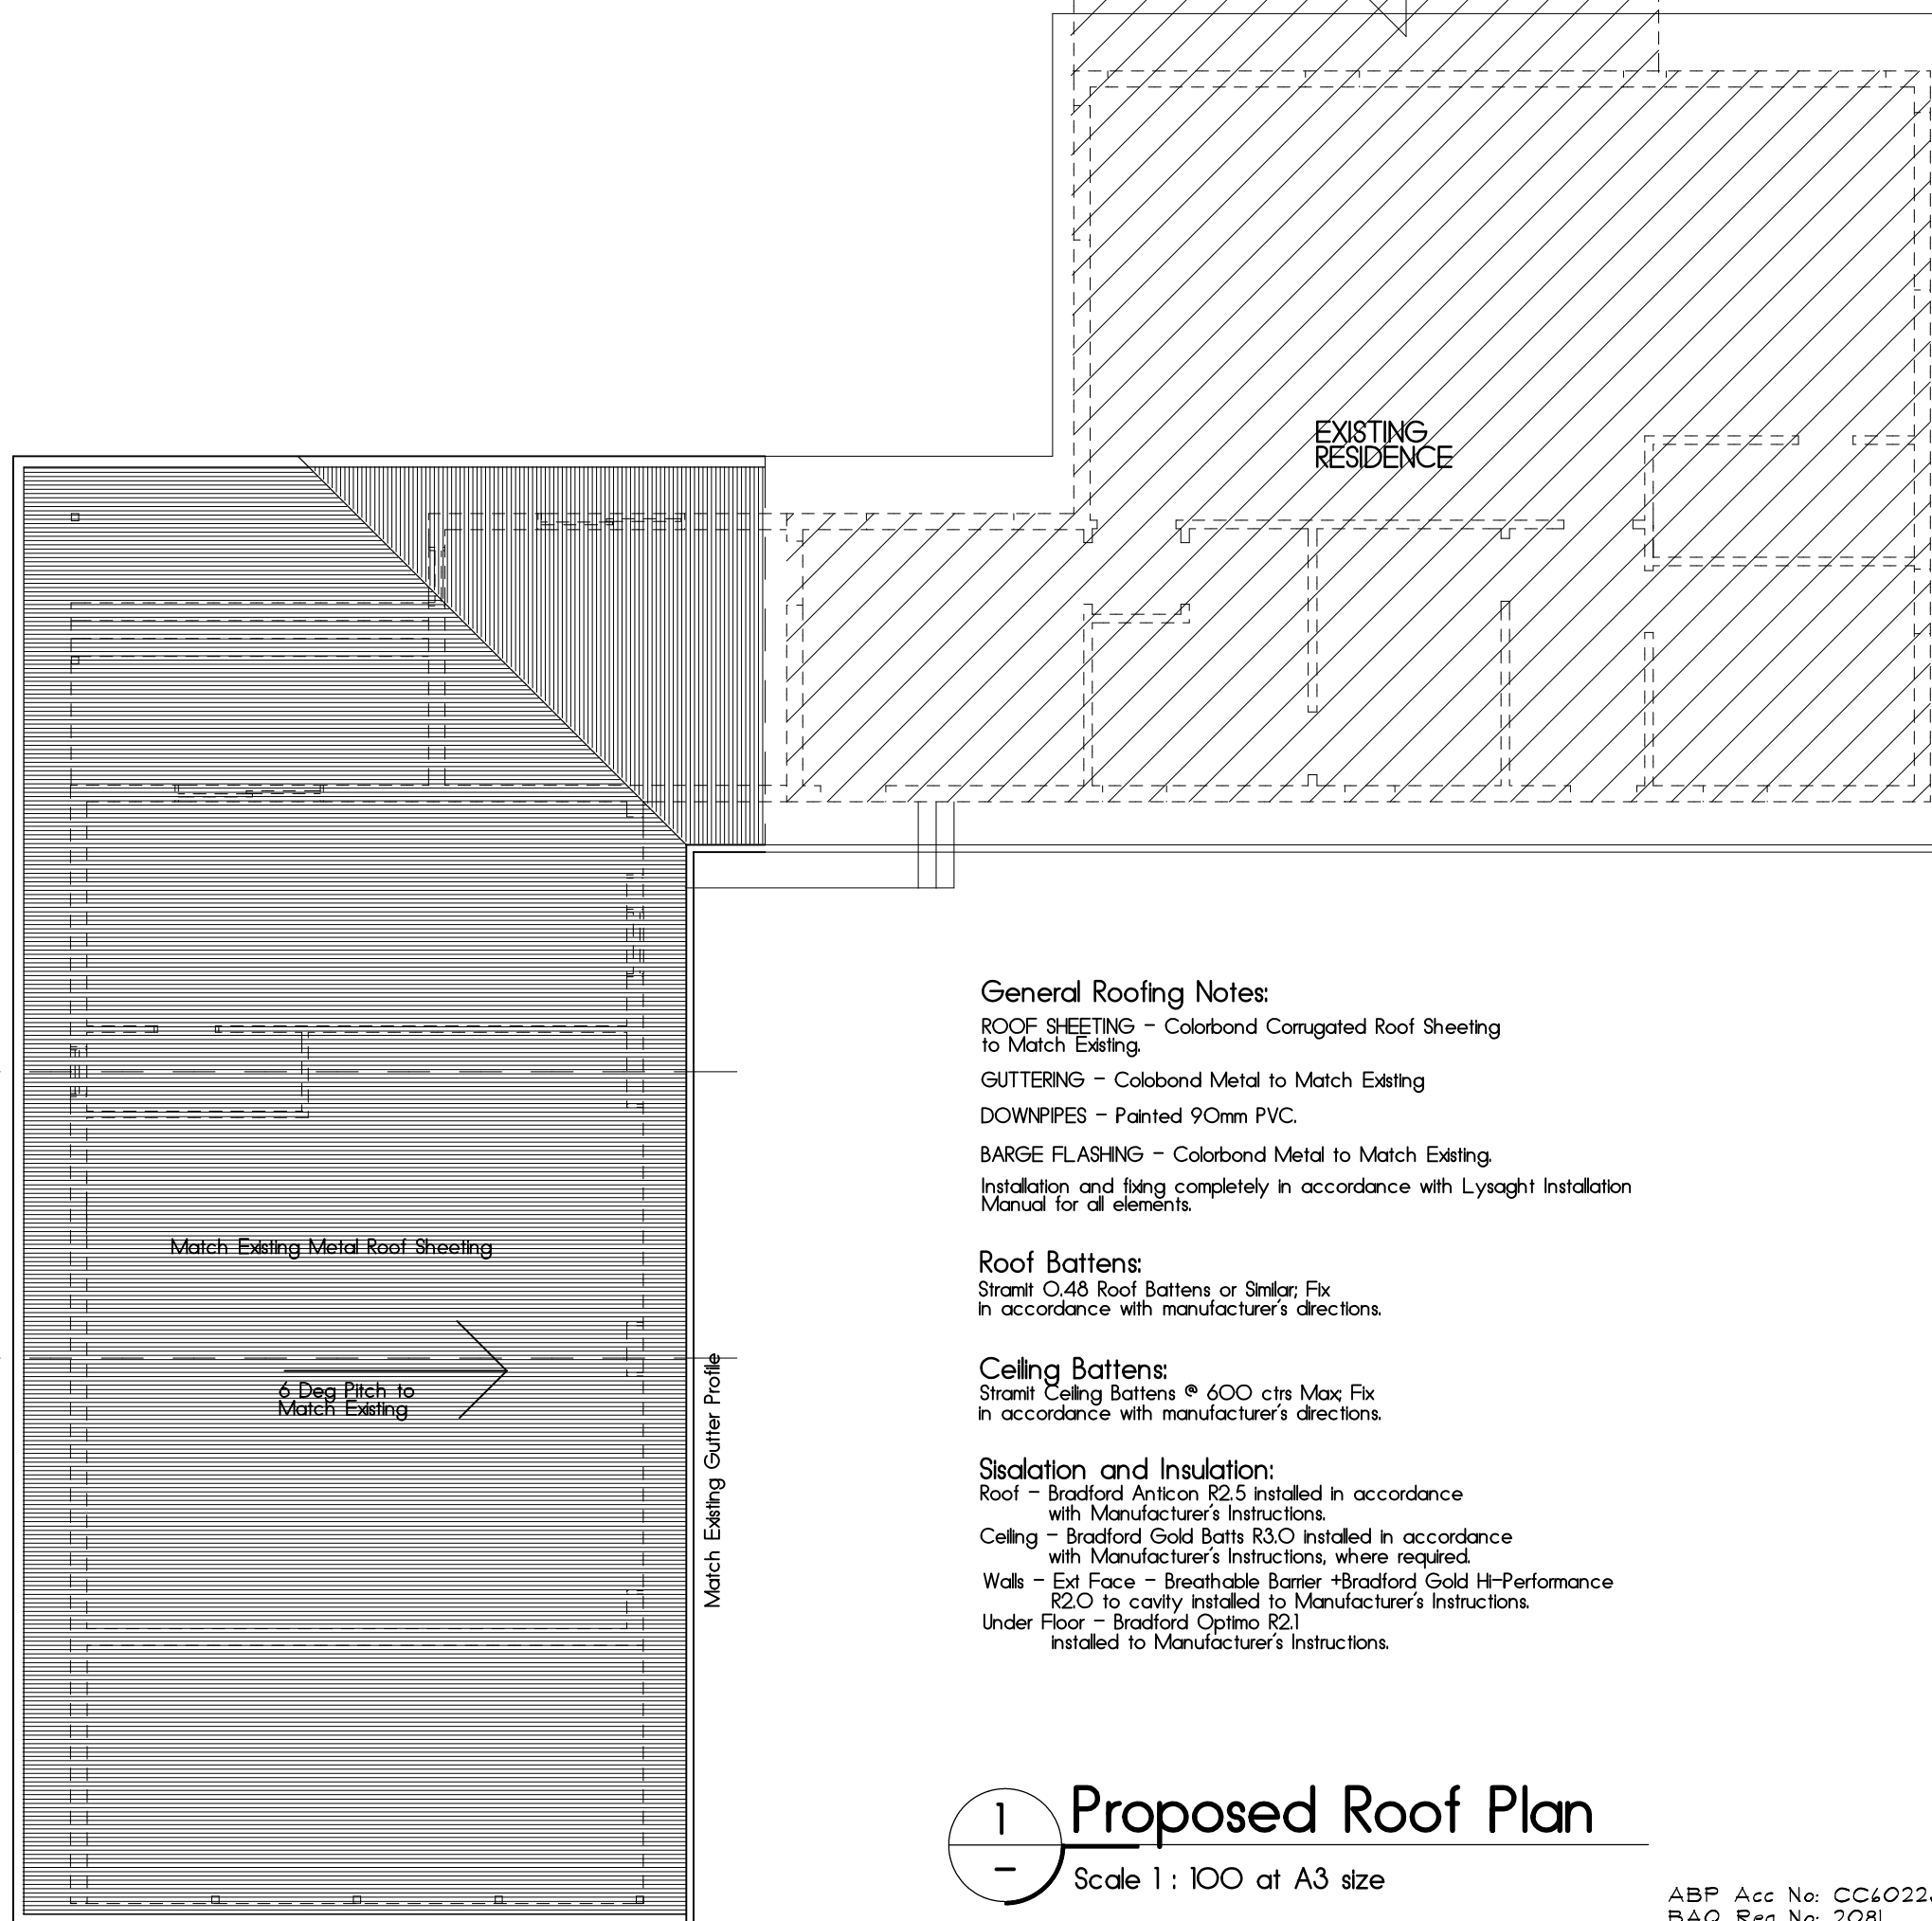 EXISTING
RESIDENCE
General Roofing Notes:
ROOF SHEETING - Colorbond Corrugated Roof Sheeting
to Match Existing.
GUTTERING - Colobond Metal to Match Existing
DOWNPIPES - Painted 90mm PVC.
BARGE FLASHING - Colorbond Metal to Match Existing.
Installation and fixing completely in accordance with Lysaght Installation
Manual for all elements.
Match Existing Metal Roof Sheeting
6 Deg Pitch to
Match Existing
Match Existing Gutter Profile
Roof Battens:
Stramit 0.48 Roof Battens or Similar; Fix
in accordance with manufacturer's directions.
Ceiling Battens:
Stramit Ceiling Battens @ 600 ctrs Max; Fix
in accordance with manufacturer's directions.
Sisalation and Insulation:
Roof - Bradford Anticon R2.5 installed in accordance
with Manufacturer's Instructions.
Ceiling - Bradford Gold Batts R3.0 installed in accordance
with Manufacturer's Instructions, where required.
Walls - Ext Face - Breathable Barrier +Bradford Gold Hi-Performance
R2.0 to cavity installed to Manufacturer's Instructions.
Under Floor - Bradford Optimo R2.1
installed to Manufacturer's Instructions.
1
-
Proposed Roof Plan
Scale 1 : 100 at A3 size
ABP Acc No: CC6022
BAO Reg No: 2081